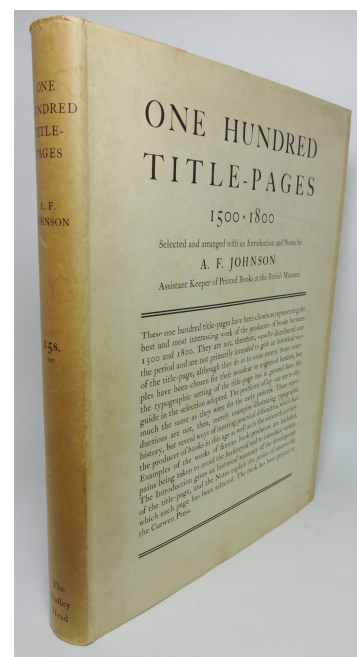 ONE HUNDRED
TITLE-PAGES
1500-1800
Selected and arranged with an Introduction and Notes by
A. F. JOHNSON
Assistant Keeper of Printed Books at the British Museum
These one hundred title-pages have been chosen as representing the
best and most interesting work of the producers of books between
1500 and 1800. They are not, therefore, equally distributed over
the period and are not primarily intended to give an historical view
of the title-page, although they do so to some extent. Some exam-
ples have been chosen for their woodcut or engraved borders, but
the typographic setting of the title-page has in general been the
guide in the selection adopted. The problems of lay-out are to-day
much the same as they were for the early printers. These repro-
ductions are not, then, merely examples illustrating typographic
history, but reveal ways of meeting practical difficulties, which face
the producer of books in this age as well as in the sixteenth century.
Examples of the works of famous book-producers are included,
pains being taken to avoid the hackneyed and to introduce variety.
The Introduction gives an historical summary of the development
of the title-page, and the Notes explain the points of interest for
which each page has been selected. The book has been printed at
the Curwen Press.
ONE
NDRED
TITLE-
PAGES
A. F.
HNSON
15s.
The
dley
Head